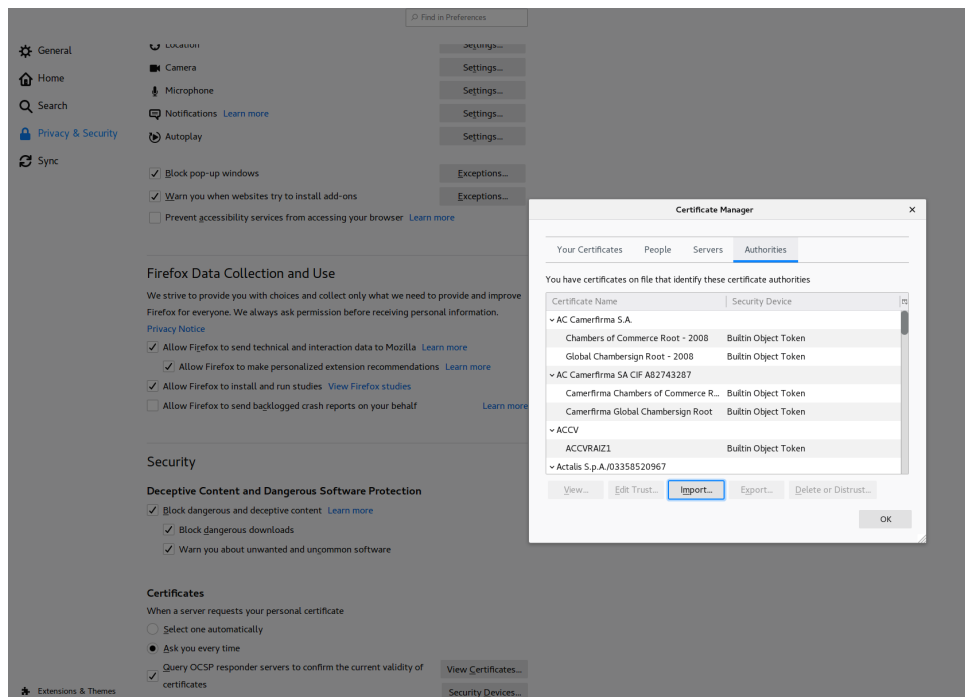 Find in Preferences
General
Home
Search
Privacy & Security
Sync
Location Settings...
Camera Settings...
Microphone Settings...
Notifications Learn more Settings...
Autoplay Settings...
Block pop-up windows Exceptions...
Warn you when websites try to install add-ons Exceptions...
Prevent accessibility services from accessing your browser Learn more
Firefox Data Collection and Use
We strive to provide you with choices and collect only what we need to provide and improve
Firefox for everyone. We always ask permission before receiving personal information.
Privacy Notice
Allow Firefox to send technical and interaction data to Mozilla Learn more
Allow Firefox to make personalized extension recommendations Learn more
Allow Firefox to install and run studies View Firefox studies
Allow Firefox to send backlogged crash reports on your behalf Learn more
Security
Deceptive Content and Dangerous Software Protection
Block dangerous and deceptive content Learn more
Block dangerous downloads
Warn you about unwanted and uncommon software
Certificates
When a server requests your personal certificate
Select one automatically
Ask you every time
Query OCSP responder servers to confirm the current validity of
certificates
View Certificates...
Security Devices...
Extensions & Themes
Certificate Manager
Your Certificates People Servers Authorities
You have certificates on file that identify these certificate authorities
Certificate Name Security Device
AC Camerfirma S.A.
Chambers of Commerce Root - 2008 Builtin Object Token
Global Chambersign Root - 2008 Builtin Object Token
AC Camerfirma SA CIF A82743287
Camerfirma Chambers of Commerce R... Builtin Object Token
Camerfirma Global Chambersign Root Builtin Object Token
ACCV
ACCVRAIZ1 Builtin Object Token
Actalis S.p.A./03358520967
View... Edit Trust... Import... Export... Delete or Distrust...
OK